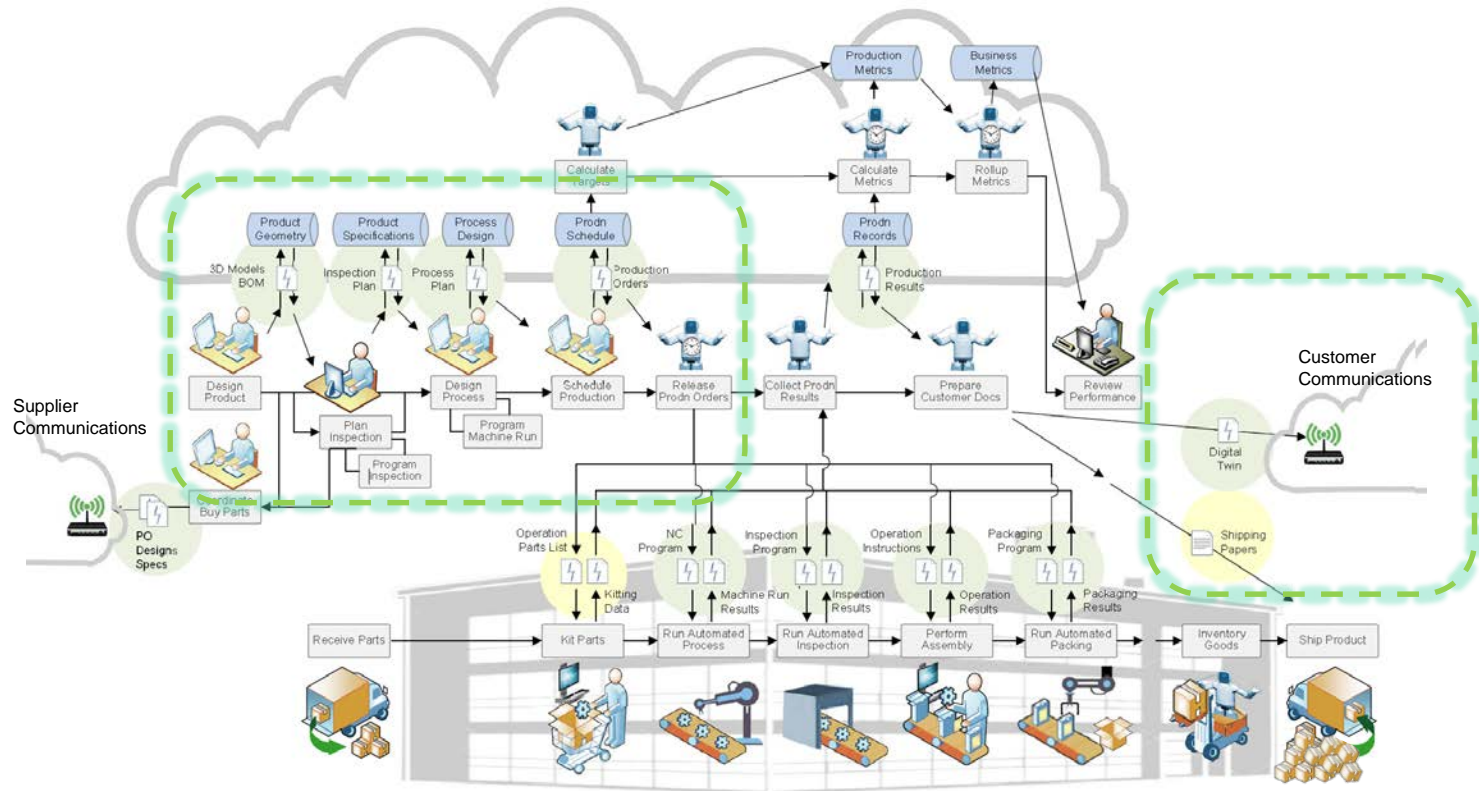 Production
Metrics
Business
Metrics
Calculate
Targets
Calculate
Metrics
Rollup
Metrics
Product
Geometry
Product
Specifications
Process
Design
Prodn
Schedule
Prodn
Records
3D Models
BOM
Inspection
Plan
Process
Plan
Production
Orders
Production
Results
Design
Product
Design
Process
Schedule
Production
Release
Prodn Orders
Collect Prodn
Results
Prepare
Customer Docs
Review
Performance
Customer
Communications
Supplier
Communications
Plan
Inspection
Program
Machine Run
Program
Inspection
Digital
Twin
Coordinate
Buy Parts
PO
Designs
Specs
Shipping
Papers
Operation
Parts List
NC
Program
Inspection
Program
Operation
Instructions
Packaging
Program
Kitting
Data
Machine Run
Results
Inspection
Results
Operation
Results
Packaging
Results
Receive Parts
Kit Parts
Run Automated
Process
Run Automated
Inspection
Perform
Assembly
Run Automated
Packing
Inventory
Goods
Ship Product